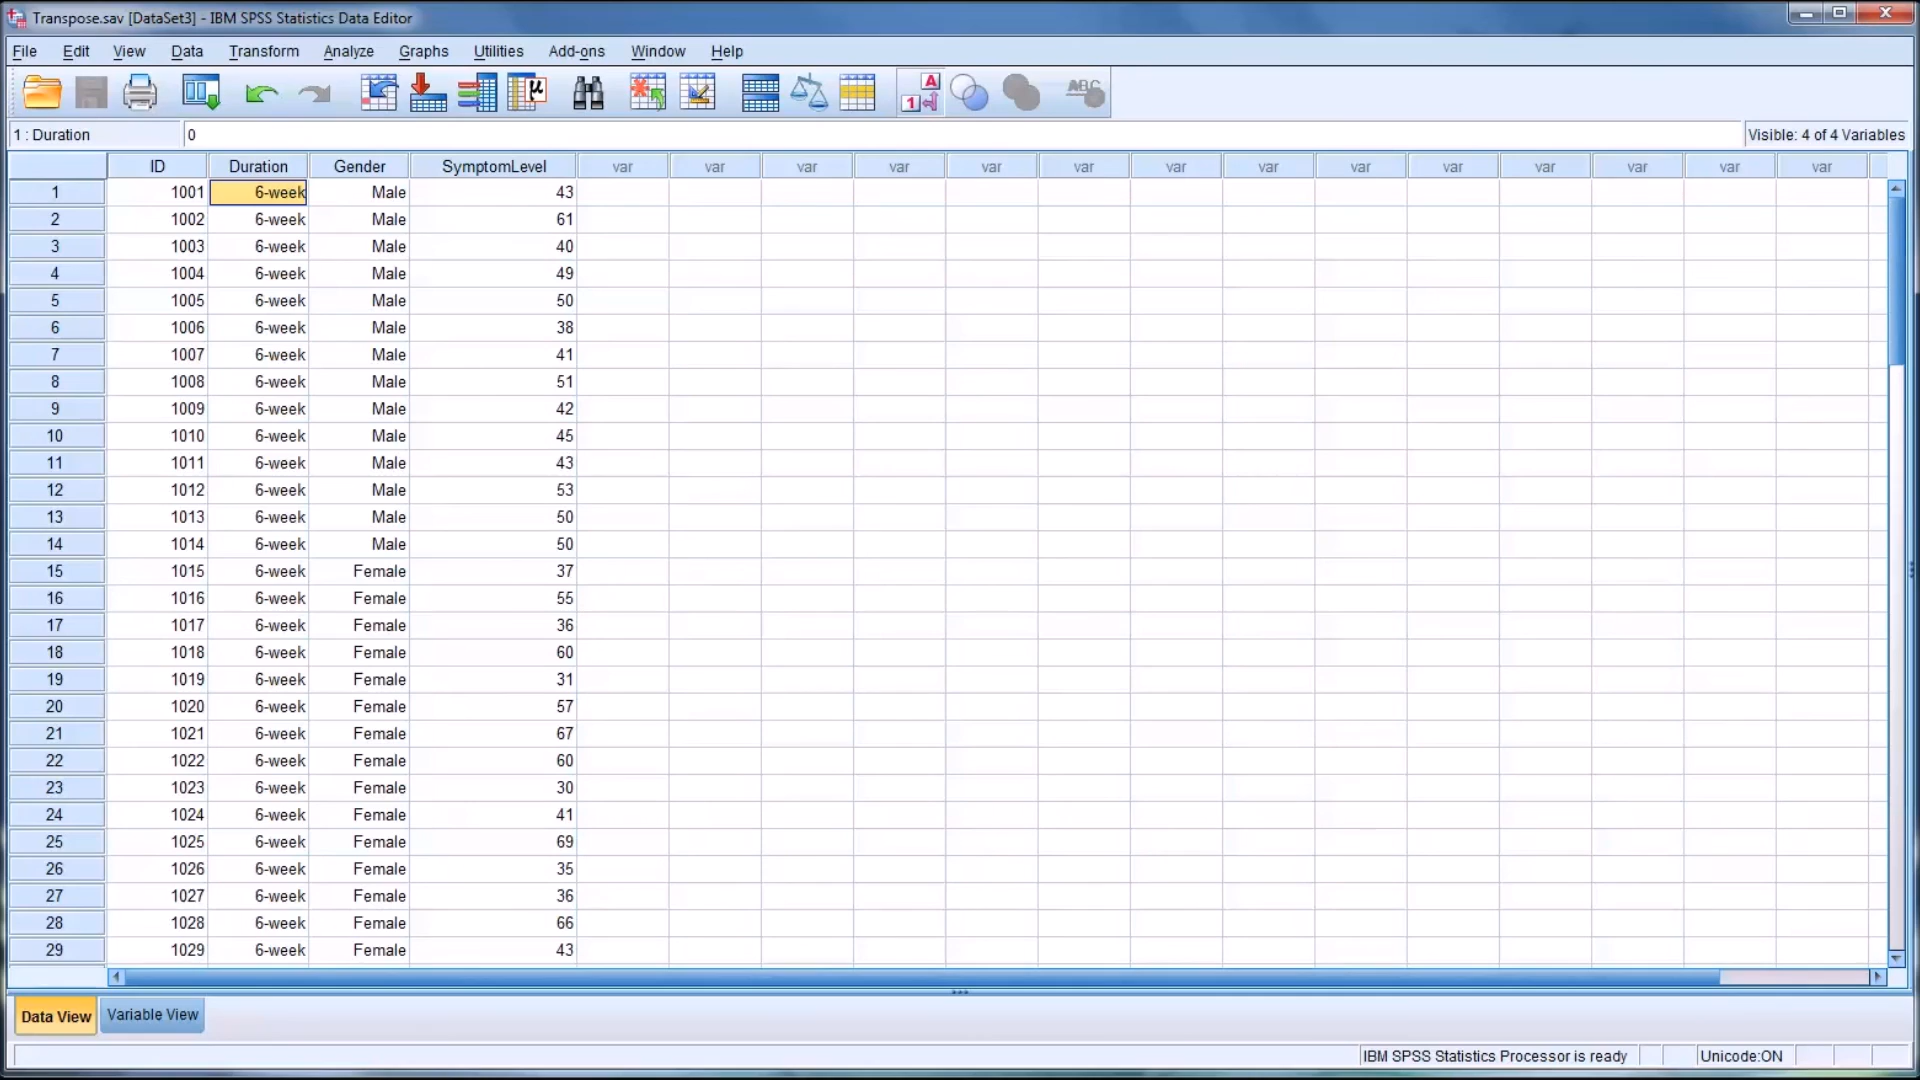 Transpose.sav [DataSet3] - IBM SPSS Statistics Data Editor
File Edit View Data Transform Analyze Graphs Utilities Add-ons Window Help
1 : Duration 0 Visible: 4 of 4 Variables
ID Duration Gender SymptomLevel var var var var var var var var var var var var var var
1 1001 6-week Male 43
2 1002 6-week Male 61
3 1003 6-week Male 40
4 1004 6-week Male 49
5 1005 6-week Male 50
6 1006 6-week Male 38
7 1007 6-week Male 41
8 1008 6-week Male 51
9 1009 6-week Male 42
10 1010 6-week Male 45
11 1011 6-week Male 43
12 1012 6-week Male 53
13 1013 6-week Male 50
14 1014 6-week Male 50
15 1015 6-week Female 37
16 1016 6-week Female 55
17 1017 6-week Female 36
18 1018 6-week Female 60
19 1019 6-week Female 31
20 1020 6-week Female 57
21 1021 6-week Female 67
22 1022 6-week Female 60
23 1023 6-week Female 30
24 1024 6-week Female 41
25 1025 6-week Female 69
26 1026 6-week Female 35
27 1027 6-week Female 36
28 1028 6-week Female 66
29 1029 6-week Female 43
Data View Variable View
IBM SPSS Statistics Processor is ready Unicode:ON